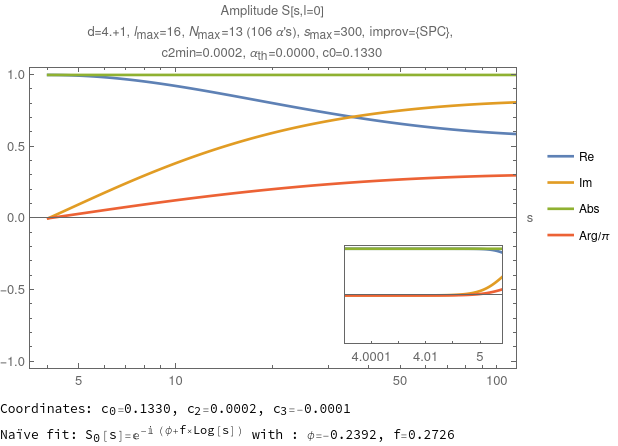 Amplitude S[s,l=0]
d=4.+1, lmax=16, Nmax=13 (106 α's), smax=300, improv={SPC},
c2min=0.0002, αth=0.0000, c0=0.1330
1.0
0.5
0.0
-0.5
-1.0
5
10
50
100
s
Re
Im
Abs
Arg/π
4.0001
4.01
5
Coordinates: c0=0.1330, c2=0.0002, c3=-0.0001
Naïve fit: S0[s]=e^-i (ϕ+f×Log[s]) with : ϕ=-0.2392, f=0.2726